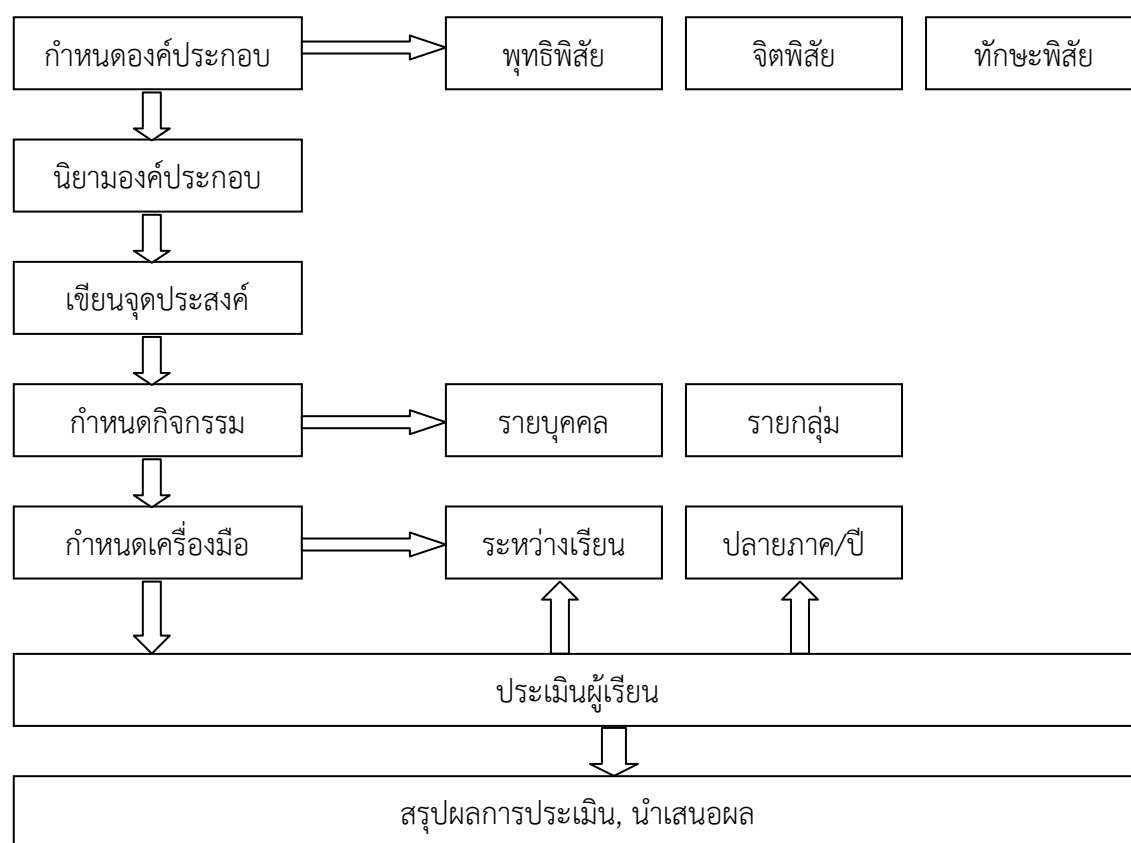 กำหนดองค์ประกอบ พุทธิพิสัย จิตพิสัย ทักษะพิสัย
นิยามองค์ประกอบ
เขียนจุดประสงค์
กำหนดกิจกรรม รายบุคคล รายกลุ่ม
กำหนดเครื่องมือ ระหว่างเรียน ปลายภาค/ปี
ประเมินผู้เรียน
สรุปผลการประเมิน, นำเสนอผล